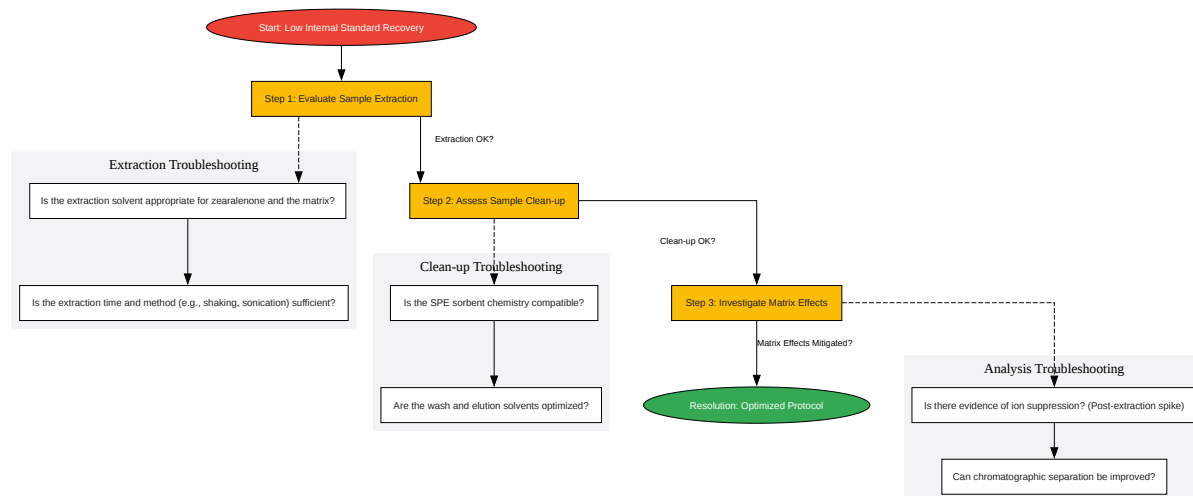 Start: Low Internal Standard Recovery
Step 1: Evaluate Sample Extraction
Extraction OK?
Extraction Troubleshooting
Is the extraction solvent appropriate for zearalenone and the matrix?
Is the extraction time and method (e.g., shaking, sonication) sufficient?
Step 2: Assess Sample Clean-up
Clean-up OK?
Clean-up Troubleshooting
Is the SPE sorbent chemistry compatible?
Are the wash and elution solvents optimized?
Step 3: Investigate Matrix Effects
Matrix Effects Mitigated?
Resolution: Optimized Protocol
Analysis Troubleshooting
Is there evidence of ion suppression? (Post-extraction spike)
Can chromatographic separation be improved?